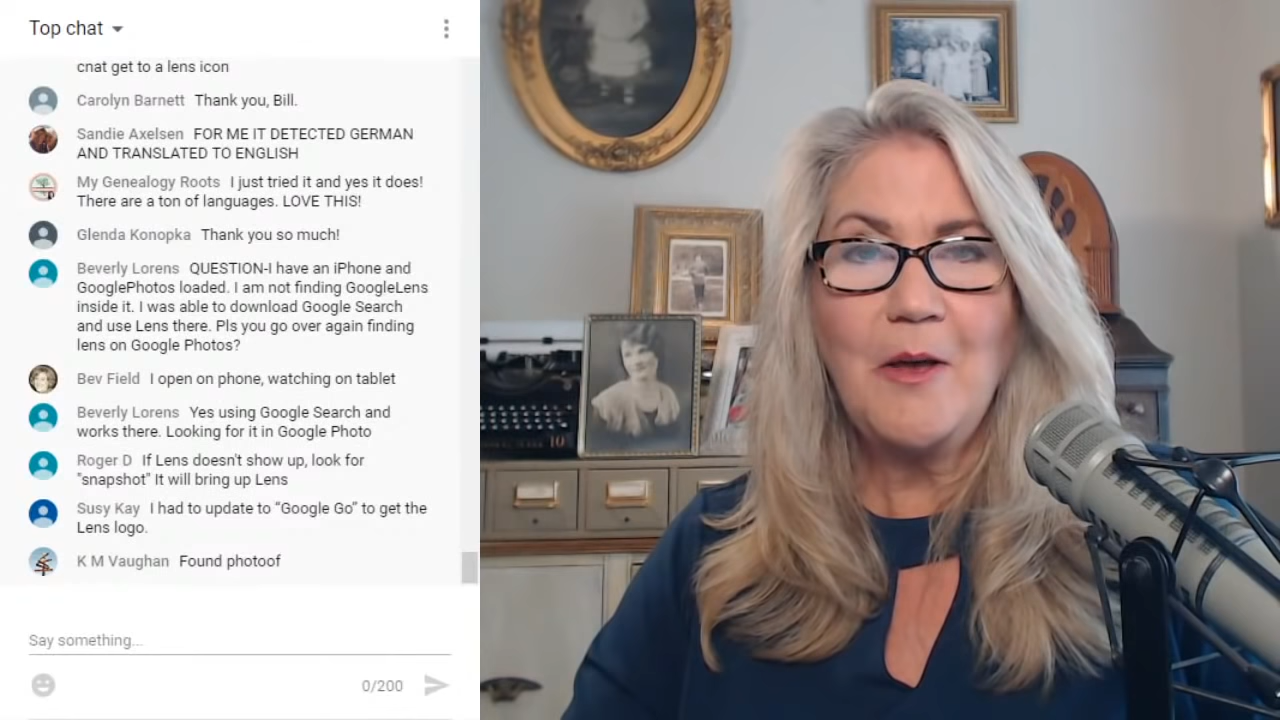 Top chat
cnat get to a lens icon
Carolyn Barnett Thank you, Bill.
Sandie Axelsen FOR ME IT DETECTED GERMAN
AND TRANSLATED TO ENGLISH
My Genealogy Roots I just tried it and yes it does!
There are a ton of languages. LOVE THIS!
Glenda Konopka Thank you so much!
Beverly Lorens QUESTION-I have an iPhone and
GooglePhotos loaded. I am not finding GoogleLens
inside it. I was able to download Google Search
and use Lens there. Pls you go over again finding
lens on Google Photos?
Bev Field I open on phone, watching on tablet
Beverly Lorens Yes using Google Search and
works there. Looking for it in Google Photo
Roger D If Lens doesn't show up, look for
"snapshot" It will bring up Lens
Susy Kay I had to update to “Google Go” to get the
Lens logo.
K M Vaughan Found photoof
Say something...
0/200
10